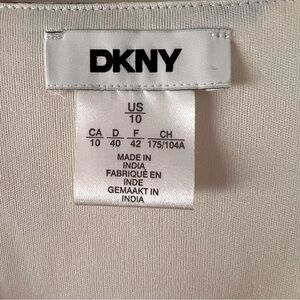 DKNY
US
10
CA D F CH
10 40 42 175/104A
MADE IN
INDIA
FABRIQUÉ EN
INDE
GEMAAKT IN
INDIA